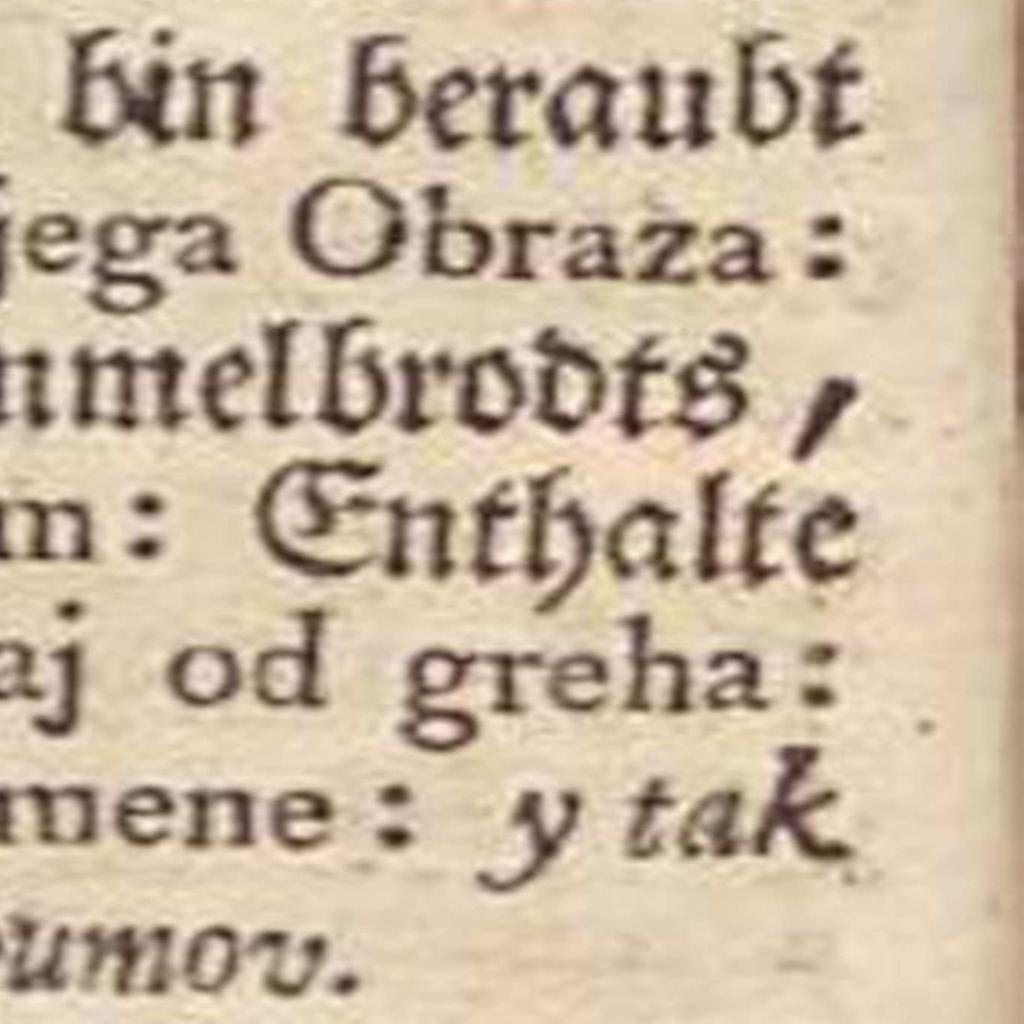 bin beraubt
jega Obraza:
mmelbrodts,
m: Enthalte
aj od greha:
mene: y tak
umov.